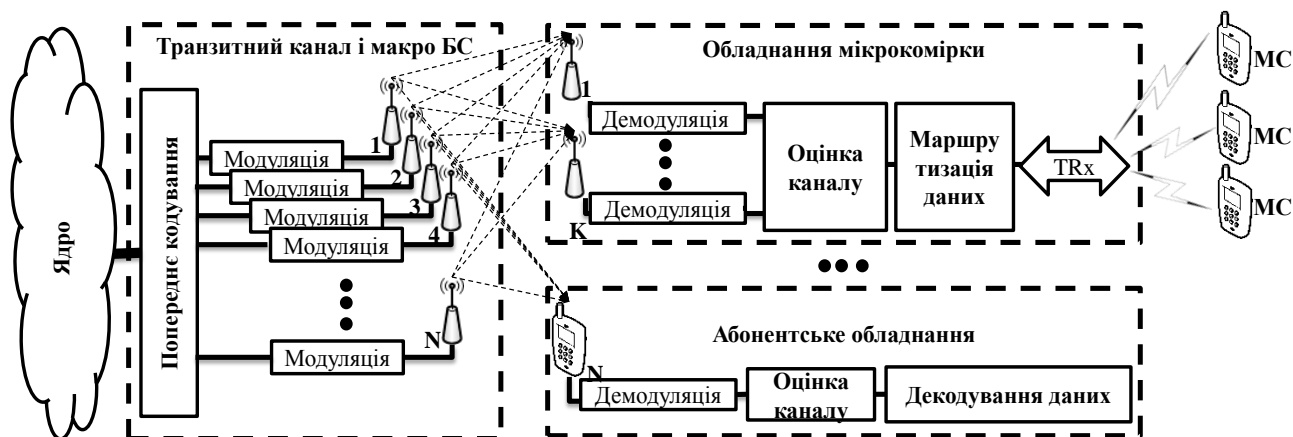 Ядро
Транзитний канал і макро БС
Попереднє кодування
Модуляція
1
Модуляція
2
Модуляція
3
Модуляція
4
Модуляція
N
Обладнання мікрокомірки
1
K
Демодуляція
Демодуляція
Оцінка
каналу
Маршру
тизація
даних
TRx
МС
МС
МС
Абонентське обладнання
N
Демодуляція
Оцінка
каналу
Декодування даних